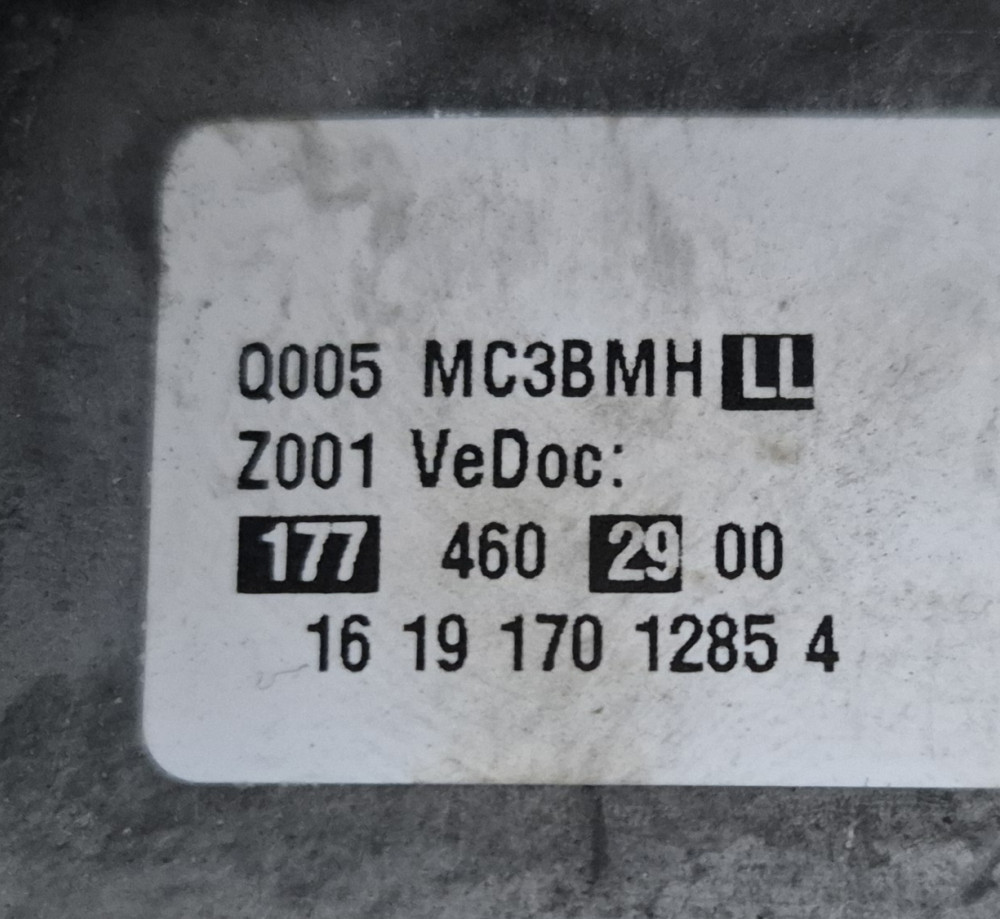 Q005 MC3BMH LL
Z001 VeDoc:
177 460 29 00
16 19 170 1285 4